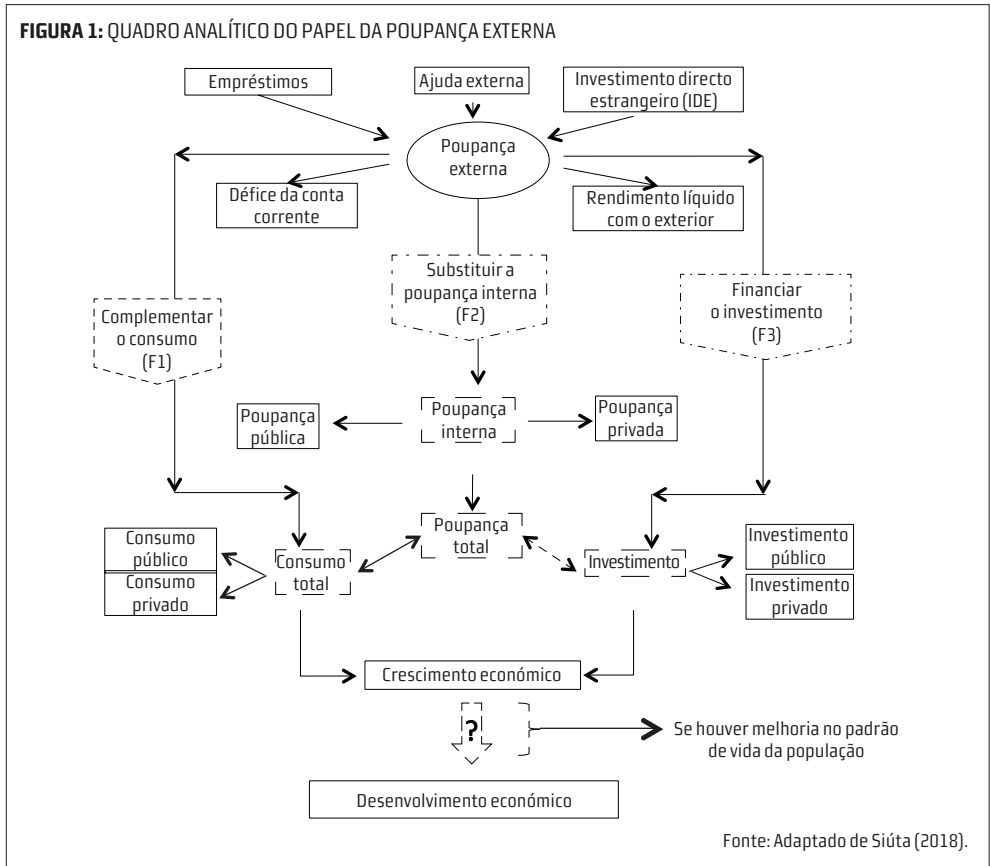 FIGURA 1: QUADRO ANALÍTICO DO PAPEL DA POUPANÇA EXTERNA
Empréstimos
Ajuda externa
Investimento directo
estrangeiro (IDE)
Poupança
externa
Défice da conta
corrente
Rendimento líquido
com o exterior
Complementar
o consumo
(F1)
Substituir a
poupança interna
(F2)
Financiar
o investimento
(F3)
Poupança
pública
Poupança
interna
Poupança
privada
Consumo
público
Consumo
privado
Consumo
total
Poupança
total
Investimento
Investimento
público
Investimento
privado
Crescimento económico
?
Se houver melhoria no padrão
de vida da população
Desenvolvimento económico
Fonte: Adaptado de Siúta (2018).